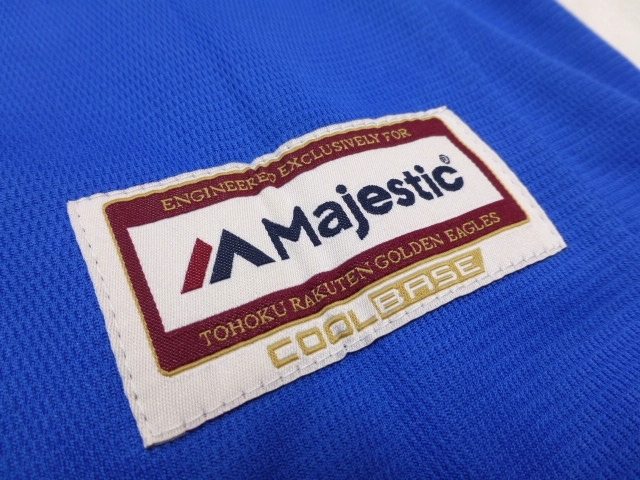 ENGINEERED EXCLUSIVELY FOR
Majestic®
TOHOKU RAKUTEN GOLDEN EAGLES
COOLBASE